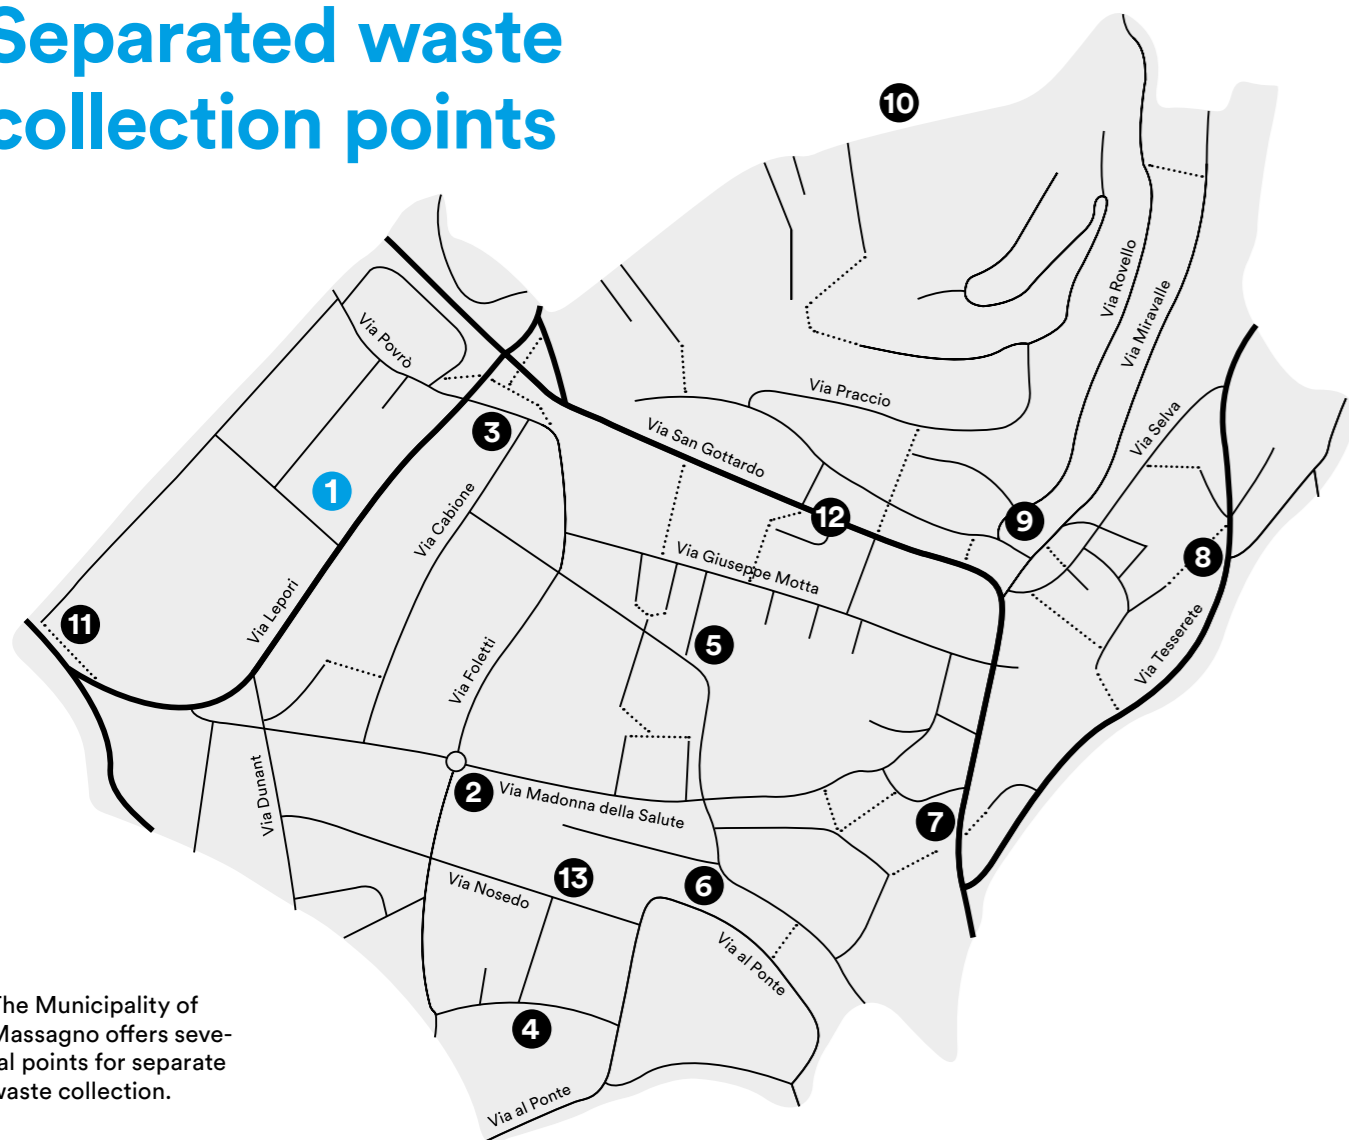 Separated waste
collection points
10
Via Rovello
Via Miravalle
Via Povrò
Via Praccio
3
Via San Gottardo
Via Selva
1
Via Cabione
12
9
Via Giuseppe Motta
8
11
Via Lepori
5
Via Foletti
Via Tesserete
Via Dunant
2
Via Madonna della Salute
7
13
6
Via Nosedo
Via al Ponte
The Municipality of
Massagno offers seve-
ral points for separate
waste collection.
4
Via al Ponte